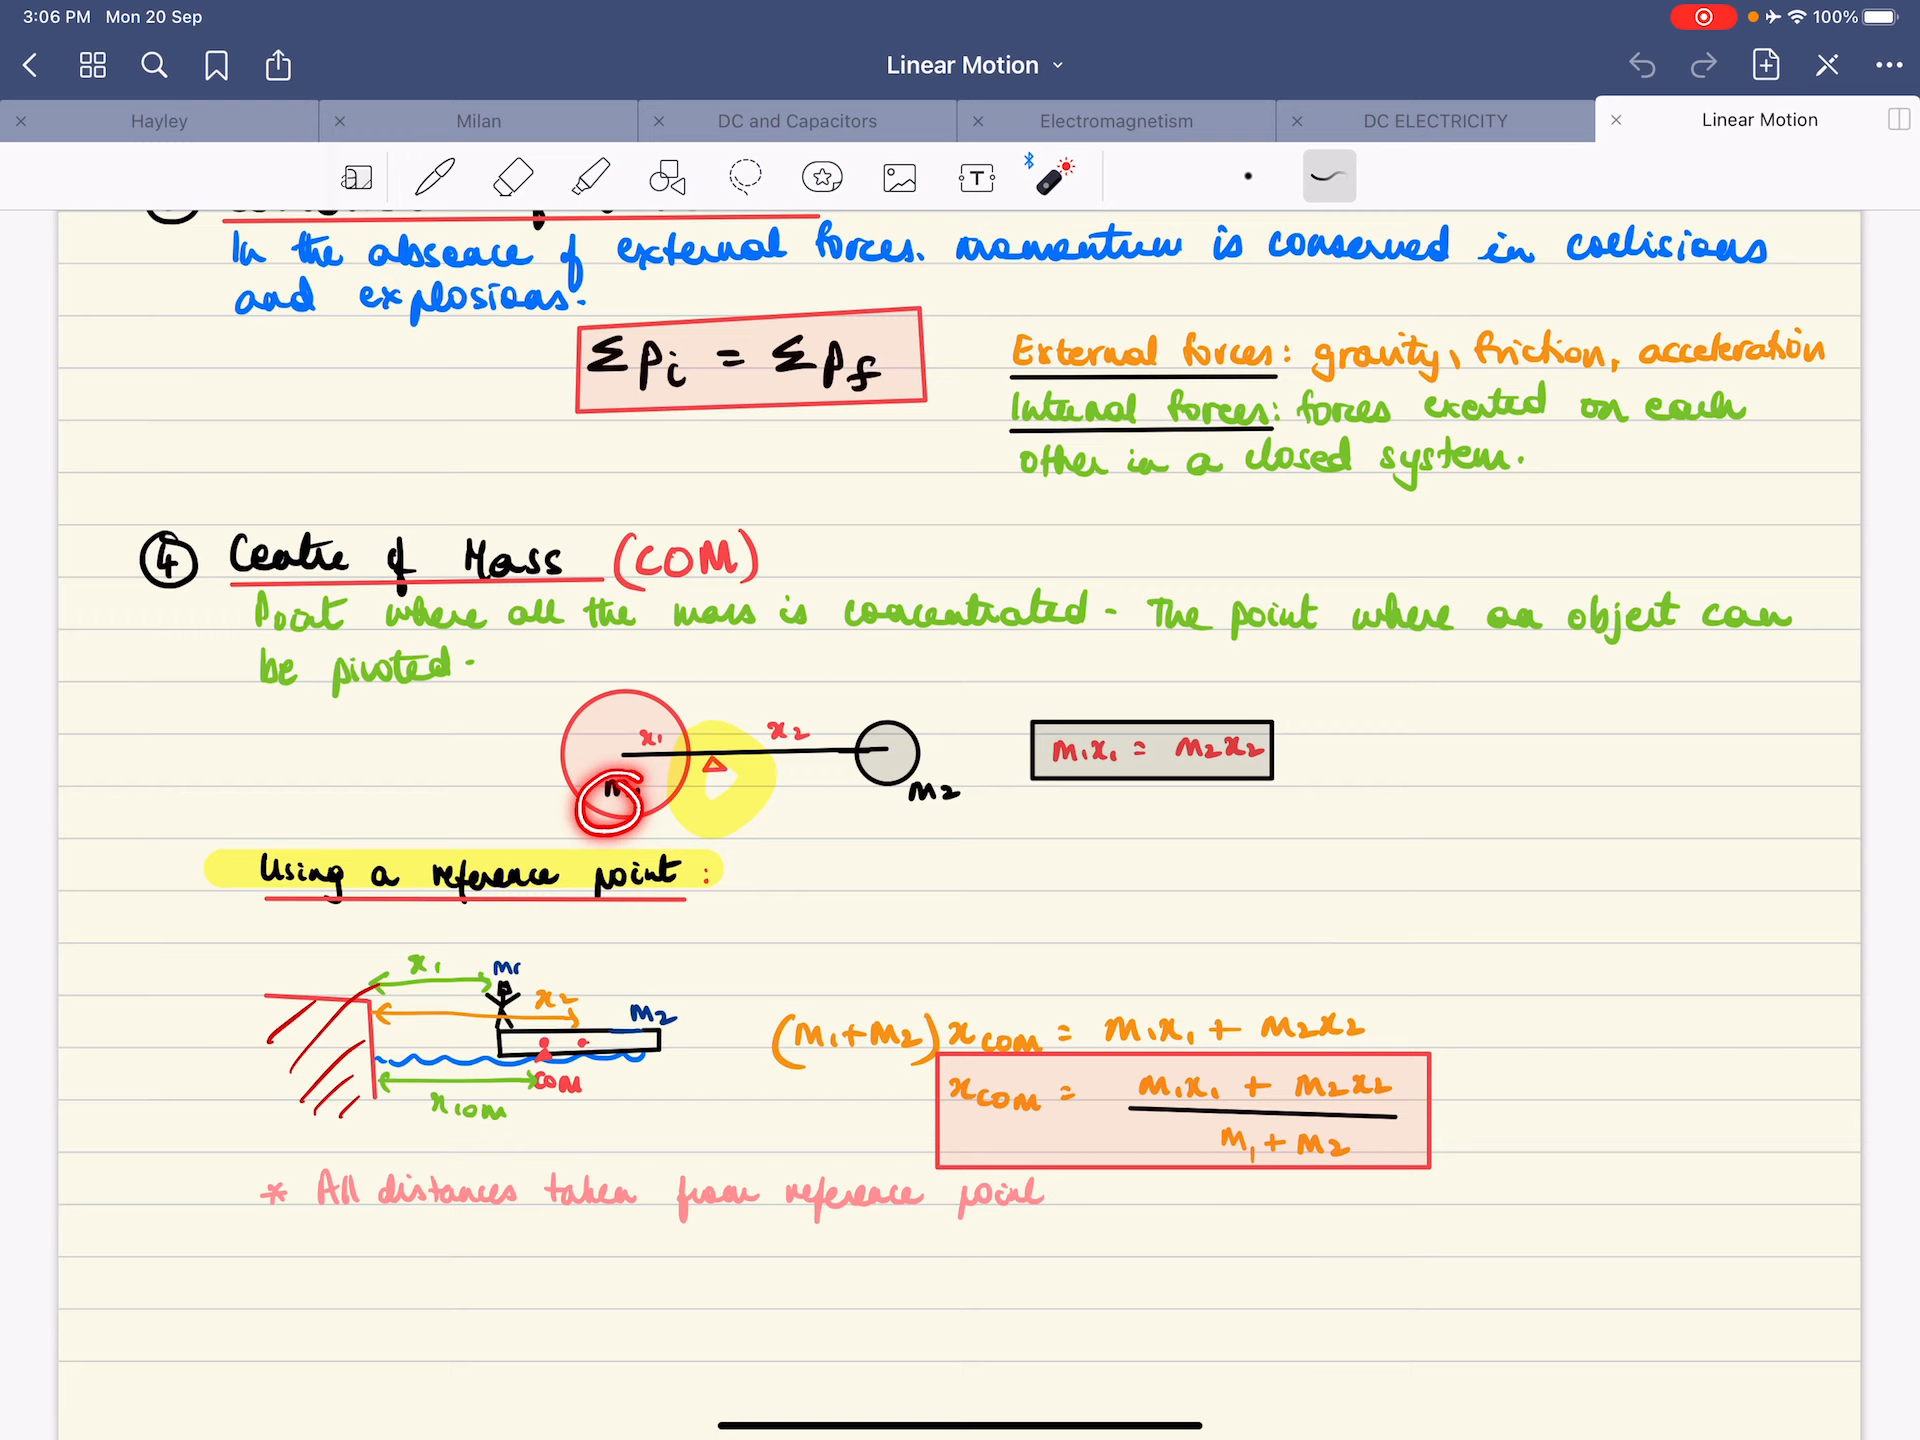 3:06 PM Mon 20 Sep
100%
Linear Motion
Hayley
Milan
DC and Capacitors
Electromagnetism
DC ELECTRICITY
Linear Motion
In the absence of external forces. momentum is conserved in collisions
and explosions.
Σpi = Σpf
External forces: gravity, friction, acceleration
Internal forces: forces exerted on each
other in a closed system.
④ Centre of Mass (COM)
Point where all the mass is concentrated - The point where an object can
be pivoted.
x₁ x₂
m₁x₁ = m₂x₂
M₂
Using a reference point:
x₁ M₁
x₂ M₂
COM
xcom
(M₁+M₂)xcom = M₁x₁ + M₂x₂
xcom = M₁x₁ + M₂x₂
M₁ + M₂
* All distances taken from reference point